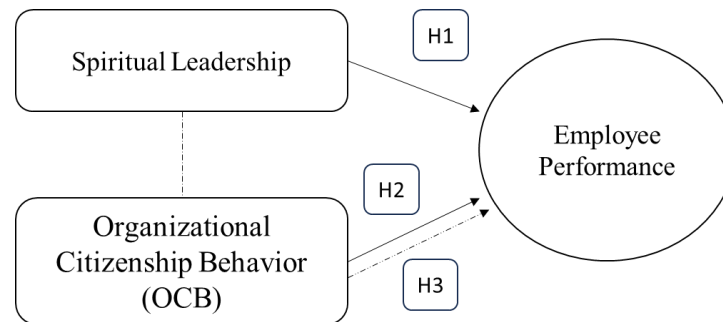 Spiritual Leadership
H1
Employee
Performance
Organizational
Citizenship Behavior
(OCB)
H2
H3